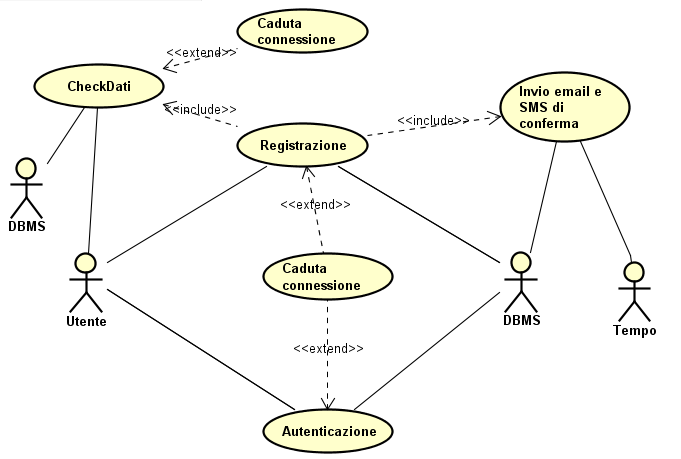 Caduta
connessione
<<extend>>
CheckDati
<<include>>
Invio email e
SMS di
conferma
<<include>>
Registrazione
DBMS
<<extend>>
Caduta
connessione
Utente
DBMS
Tempo
<<extend>>
Autenticazione